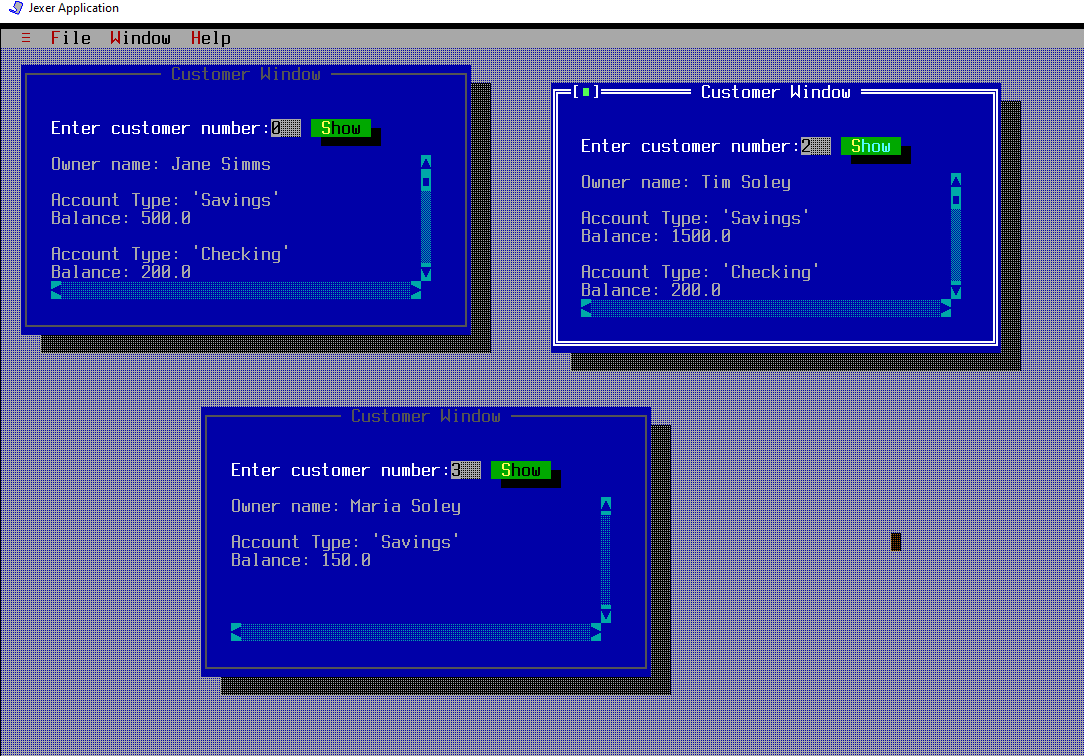 Jexer Application
≡ File Window Help
Customer Window
Enter customer number:0 Show
Owner name: Jane Simms
Account Type: 'Savings'
Balance: 500.0
Account Type: 'Checking'
Balance: 200.0
Customer Window
Enter customer number:2 Show
Owner name: Tim Soley
Account Type: 'Savings'
Balance: 1500.0
Account Type: 'Checking'
Balance: 200.0
Customer Window
Enter customer number:3 Show
Owner name: Maria Soley
Account Type: 'Savings'
Balance: 150.0